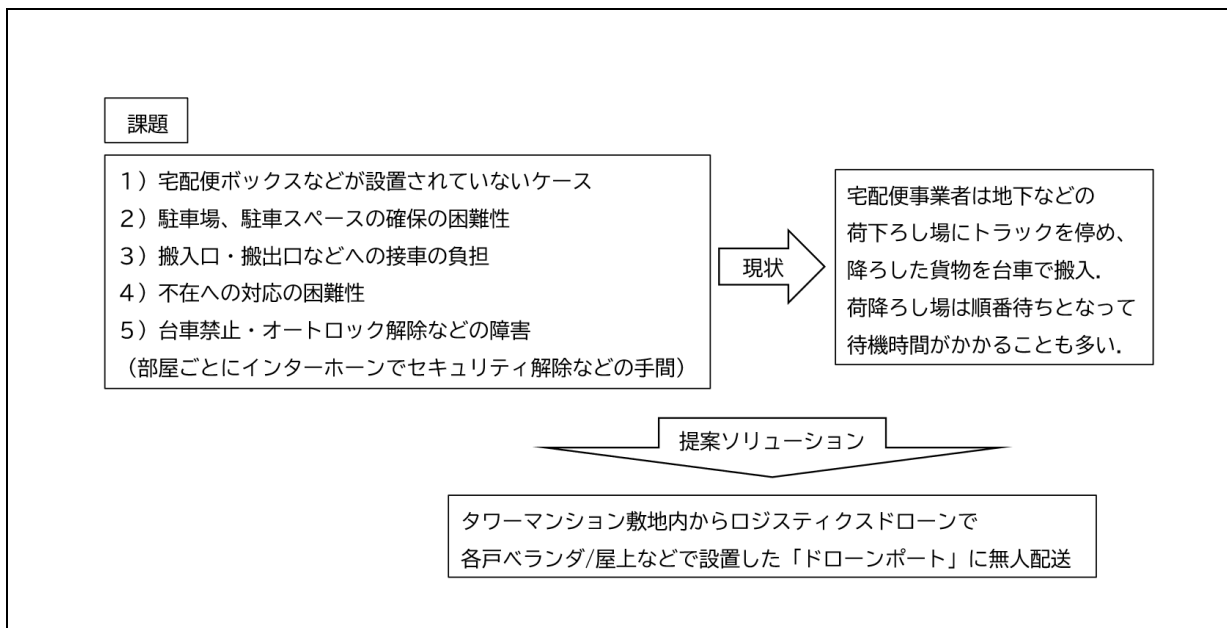 課題
1）宅配便ボックスなどが設置されていないケース
2）駐車場、駐車スペースの確保の困難性
3）搬入口・搬出口などへの接車の負担
4）不在への対応の困難性
5）台車禁止・オートロック解除などの障害
（部屋ごとにインターホーンでセキュリティ解除などの手間）
現状
宅配便事業者は地下などの
荷下ろし場にトラックを停め、
降ろした貨物を台車で搬入．
荷降ろし場は順番待ちとなって
待機時間がかかることも多い．
提案ソリューション
タワーマンション敷地内からロジスティクスドローンで
各戸ベランダ/屋上などで設置した「ドローンポート」に無人配送